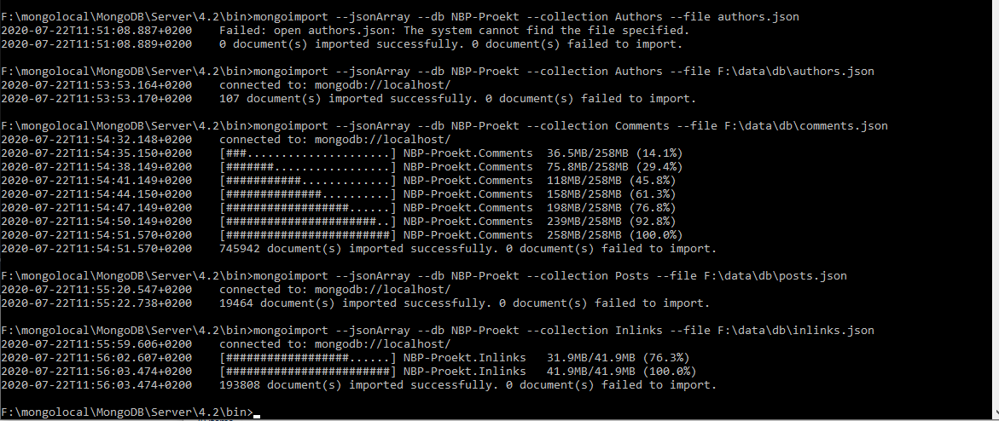 F:\mongolocal\MongoDB\Server\4.2\bin>mongoimport --jsonArray --db NBP-Proekt --collection Authors --file authors.json
2020-07-22T11:51:08.887+0200    Failed: open authors.json: The system cannot find the file specified.
2020-07-22T11:51:08.889+0200    0 document(s) imported successfully. 0 document(s) failed to import.
F:\mongolocal\MongoDB\Server\4.2\bin>mongoimport --jsonArray --db NBP-Proekt --collection Authors --file F:\data\db\authors.json
2020-07-22T11:53:53.164+0200    connected to: mongodb://localhost/
2020-07-22T11:53:53.170+0200    107 document(s) imported successfully. 0 document(s) failed to import.
F:\mongolocal\MongoDB\Server\4.2\bin>mongoimport --jsonArray --db NBP-Proekt --collection Comments --file F:\data\db\comments.json
2020-07-22T11:54:32.148+0200    connected to: mongodb://localhost/
2020-07-22T11:54:35.150+0200    [###.....................] NBP-Proekt.Comments  36.5MB/258MB (14.1%)
2020-07-22T11:54:38.149+0200    [#######.................] NBP-Proekt.Comments  75.8MB/258MB (29.4%)
2020-07-22T11:54:41.149+0200    [###########.............] NBP-Proekt.Comments  118MB/258MB (45.8%)
2020-07-22T11:54:44.150+0200    [##############..........] NBP-Proekt.Comments  158MB/258MB (61.3%)
2020-07-22T11:54:47.149+0200    [##################......] NBP-Proekt.Comments  198MB/258MB (76.8%)
2020-07-22T11:54:50.149+0200    [######################..] NBP-Proekt.Comments  239MB/258MB (92.8%)
2020-07-22T11:54:51.570+0200    [########################] NBP-Proekt.Comments  258MB/258MB (100.0%)
2020-07-22T11:54:51.570+0200    745942 document(s) imported successfully. 0 document(s) failed to import.
F:\mongolocal\MongoDB\Server\4.2\bin>mongoimport --jsonArray --db NBP-Proekt --collection Posts --file F:\data\db\posts.json
2020-07-22T11:55:20.547+0200    connected to: mongodb://localhost/
2020-07-22T11:55:22.738+0200    19464 document(s) imported successfully. 0 document(s) failed to import.
F:\mongolocal\MongoDB\Server\4.2\bin>mongoimport --jsonArray --db NBP-Proekt --collection Inlinks --file F:\data\db\inlinks.json
2020-07-22T11:55:59.606+0200    connected to: mongodb://localhost/
2020-07-22T11:56:02.607+0200    [##################......] NBP-Proekt.Inlinks   31.9MB/41.9MB (76.3%)
2020-07-22T11:56:03.474+0200    [########################] NBP-Proekt.Inlinks   41.9MB/41.9MB (100.0%)
2020-07-22T11:56:03.474+0200    193808 document(s) imported successfully. 0 document(s) failed to import.
F:\mongolocal\MongoDB\Server\4.2\bin>